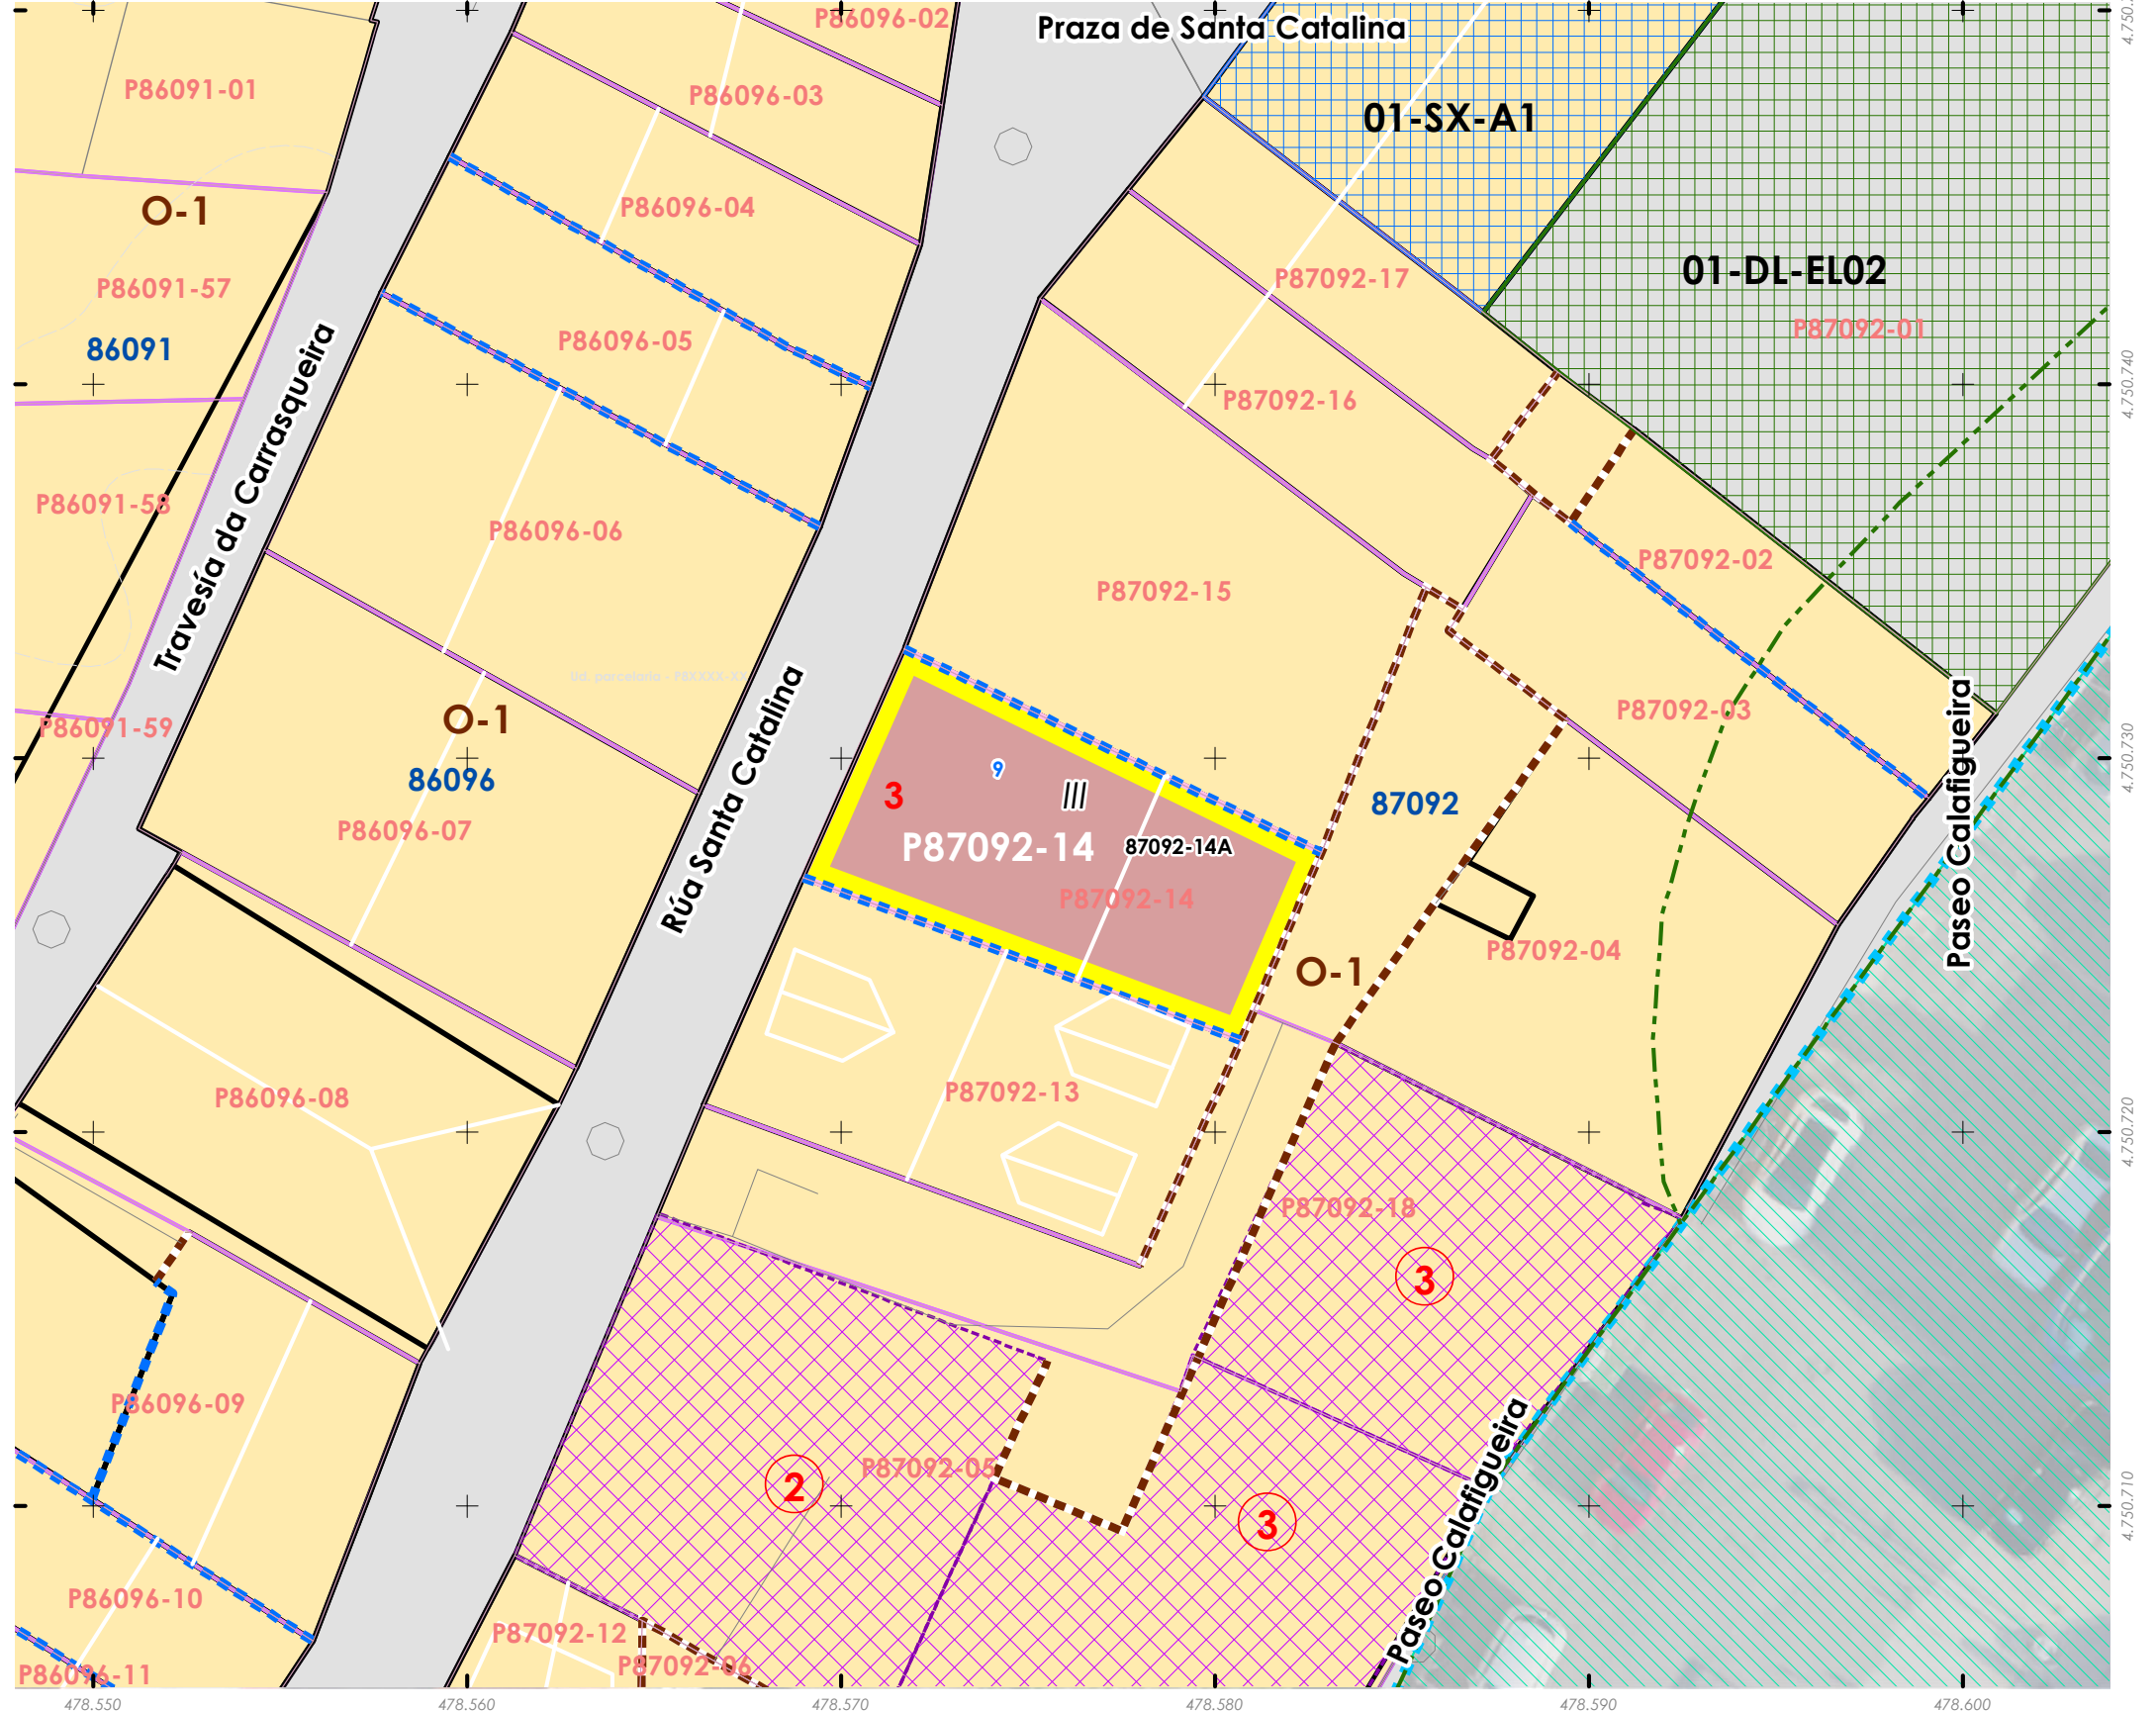 P86096-02
Praza de Santa Catalina
4.750.
P86091-01
P86096-03
01-SX-A1
O-1
P86096-04
P86091-57
P87092-17
01-DL-EL02
P87092-01
86091
P86096-05
P87092-16
4.750.740
P86091-58
Travesía da Carrasqueira
P86096-06
P87092-15
P87092-02
Ud. parcelaria - P8XXXX-XX
P86091-59
O-1
P87092-03
4.750.730
86096
P86096-07
Rúa Santa Catalina
3
9
III
P87092-14
87092-14A
P87092-14
87092
Paseo Calafigueira
O-1
P87092-04
P86096-08
P87092-13
4.750.720
P87092-18
3
P86096-09
2
P87092-05
3
4.750.710
Paseo Calafigueira
P86096-10
P87092-12
P87092-06
P86096-11
478.550
478.560
478.570
478.580
478.590
478.600